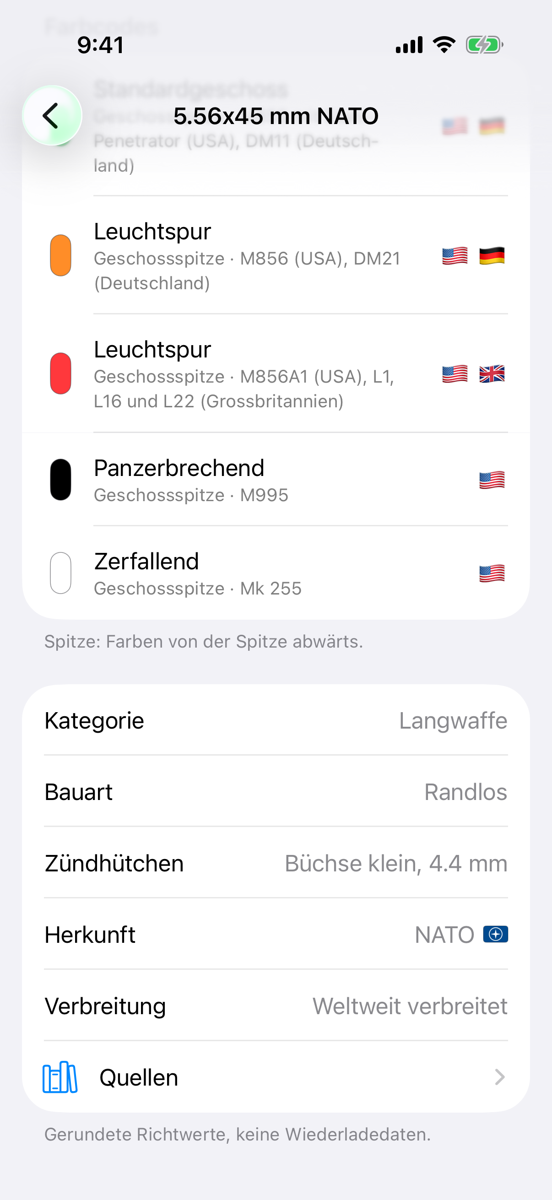 Farbcodes
9:41
Standardgeschoss
5.56x45 mm NATO
Penetrator (USA), DM11 (Deutsch-
land)
Leuchtspur
Geschossspitze · M856 (USA), DM21
(Deutschland)
Leuchtspur
Geschossspitze · M856A1 (USA), L1,
L16 und L22 (Grossbritannien)
Panzerbrechend
Geschossspitze · M995
Zerfallend
Geschossspitze · Mk 255
Spitze: Farben von der Spitze abwärts.
Kategorie Langwaffe
Bauart Randlos
Zündhütchen Büchse klein, 4.4 mm
Herkunft NATO
Verbreitung Weltweit verbreitet
Quellen
Gerundete Richtwerte, keine Wiederladedaten.